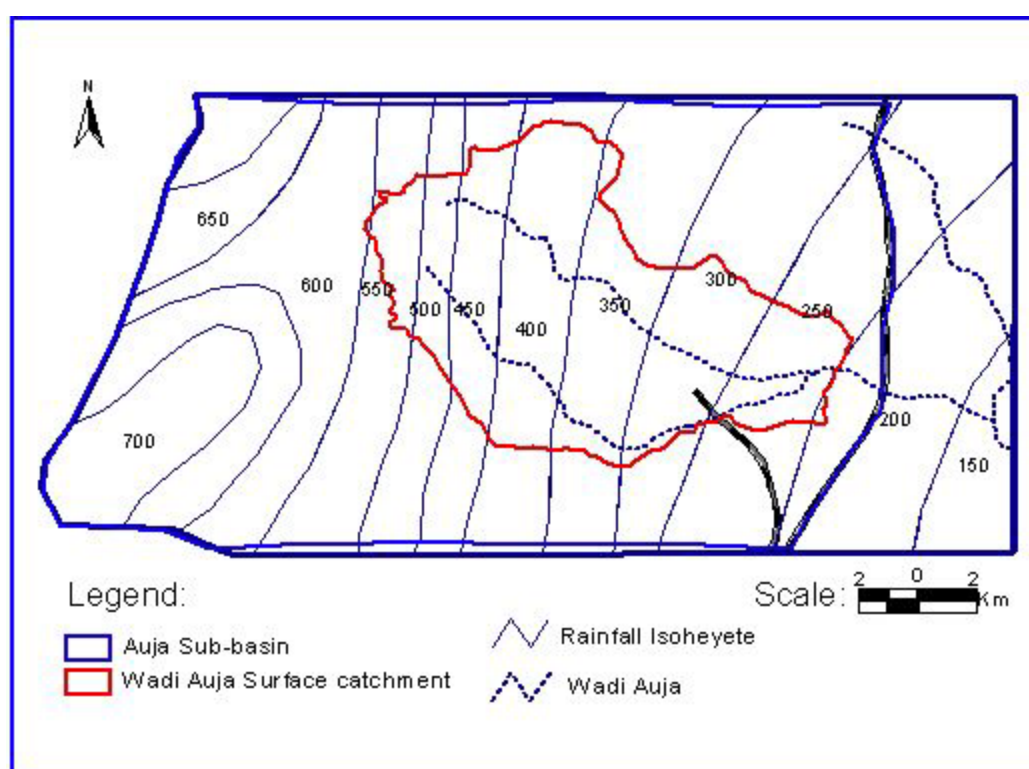 N
650
600
550
500
450
400
350
300
250
700
200
150
Legend:
Scale:
2 0 2
Km
Auja Sub-basin
Rainfall Isoheyete
Wadi Auja Surface catchment
Wadi Auja